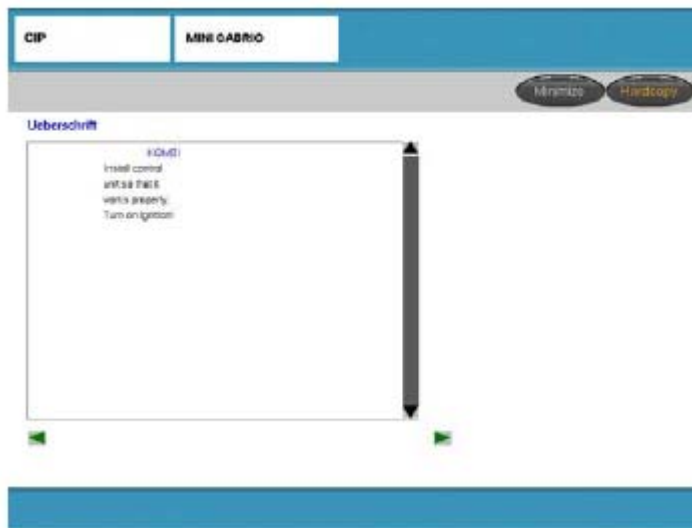 CIP
MINI CABRIO
Minimize
Hardcopy
Ueberschrift
KOMBI
Install control
unit so that it
works properly.
Turn on ignition!